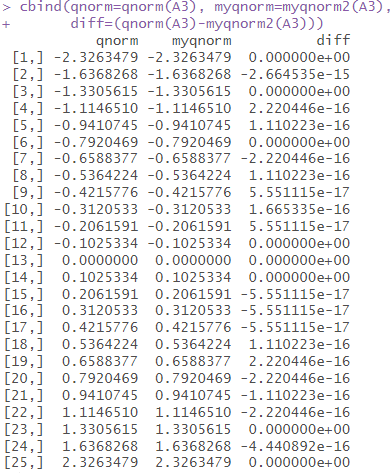 > cbind(qnorm=qnorm(A3), myqnorm=myqnorm2(A3),
+ diff=(qnorm(A3)-myqnorm2(A3)))
qnorm myqnorm diff
[1,] -2.3263479 -2.3263479 0.000000e+00
[2,] -1.6368268 -1.6368268 -2.664535e-15
[3,] -1.3305615 -1.3305615 0.000000e+00
[4,] -1.1146510 -1.1146510 2.220446e-16
[5,] -0.9410745 -0.9410745 1.110223e-16
[6,] -0.7920469 -0.7920469 0.000000e+00
[7,] -0.6588377 -0.6588377 -2.220446e-16
[8,] -0.5364224 -0.5364224 1.110223e-16
[9,] -0.4215776 -0.4215776 5.551115e-17
[10,] -0.3120533 -0.3120533 1.665335e-16
[11,] -0.2061591 -0.2061591 5.551115e-17
[12,] -0.1025334 -0.1025334 0.000000e+00
[13,] 0.0000000 0.0000000 0.000000e+00
[14,] 0.1025334 0.1025334 0.000000e+00
[15,] 0.2061591 0.2061591 -5.551115e-17
[16,] 0.3120533 0.3120533 -5.551115e-17
[17,] 0.4215776 0.4215776 -5.551115e-17
[18,] 0.5364224 0.5364224 1.110223e-16
[19,] 0.6588377 0.6588377 2.220446e-16
[20,] 0.7920469 0.7920469 -2.220446e-16
[21,] 0.9410745 0.9410745 -1.110223e-16
[22,] 1.1146510 1.1146510 -2.220446e-16
[23,] 1.3305615 1.3305615 0.000000e+00
[24,] 1.6368268 1.6368268 -4.440892e-16
[25,] 2.3263479 2.3263479 0.000000e+00